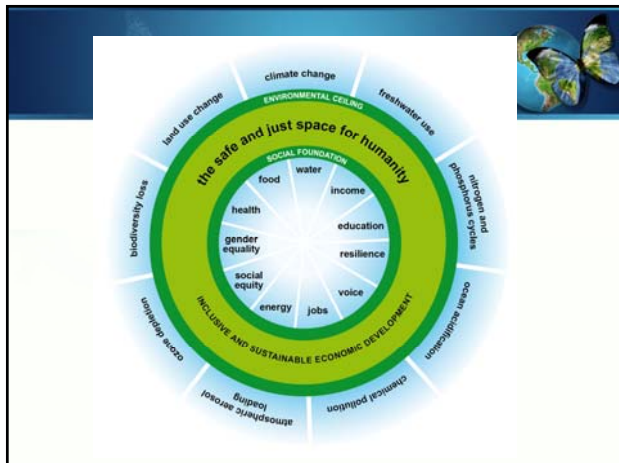 climate change
freshwater use
nitrogen and
phosphorus cycles
ocean acidification
chemical pollution
atmospheric aerosol
loading
ozone depletion
biodiversity loss
land use change
ENVIRONMENTAL CEILING
the safe and just space for humanity
SOCIAL FOUNDATION
water
income
education
resilience
voice
jobs
energy
social
equity
gender
equality
health
food
INCLUSIVE AND SUSTAINABLE ECONOMIC DEVELOPMENT